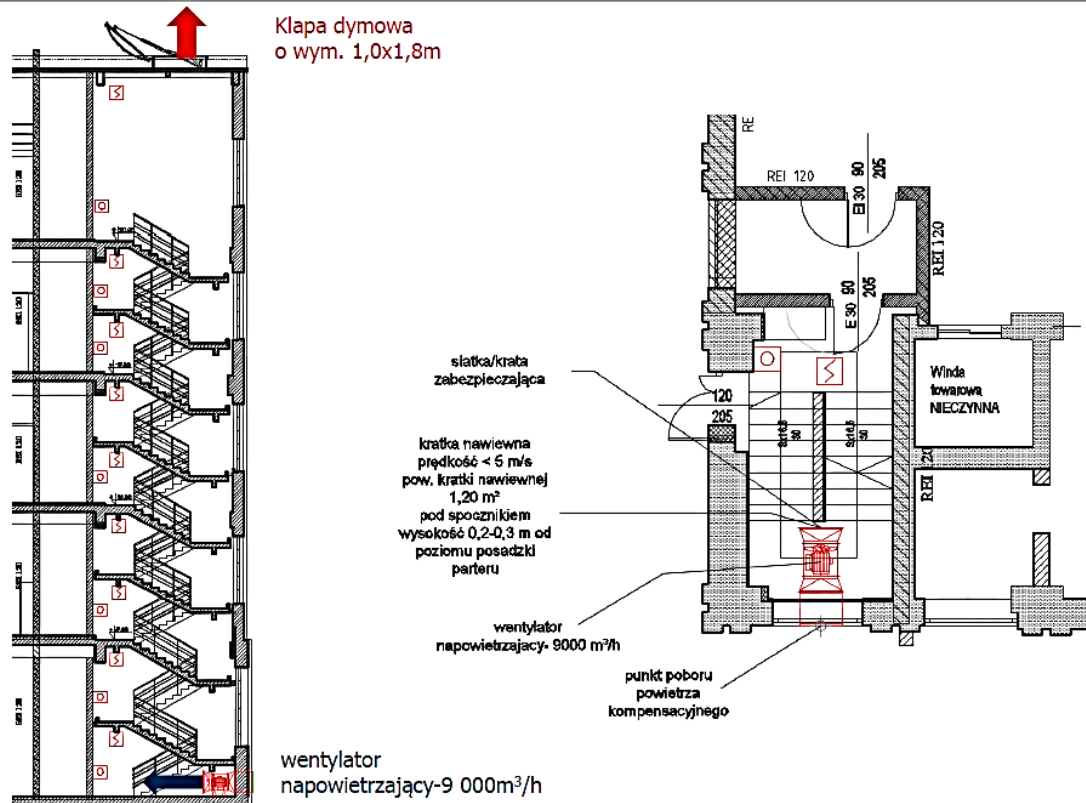 Klapa dymowa
o wym. 1,0x1,8m
RE
REI 120
EI 30
90
205
REI 120
E 30
90
205
siatka/krata
zabezpieczająca
Winda
towarowa
NIECZYNNA
120
205
kratka nawiewna
prędkość < 5 m/s
pow. kratki nawiewnej
1,20 m²
pod spocznikiem
wysokość 0,2-0,3 m od
poziomu posadzki
parteru
REI 120
wentylator
napowietrzajacy- 9000 m³/h
punkt poboru
powietrza
kompensacyjnego
wentylator
napowietrzający-9 000m³/h